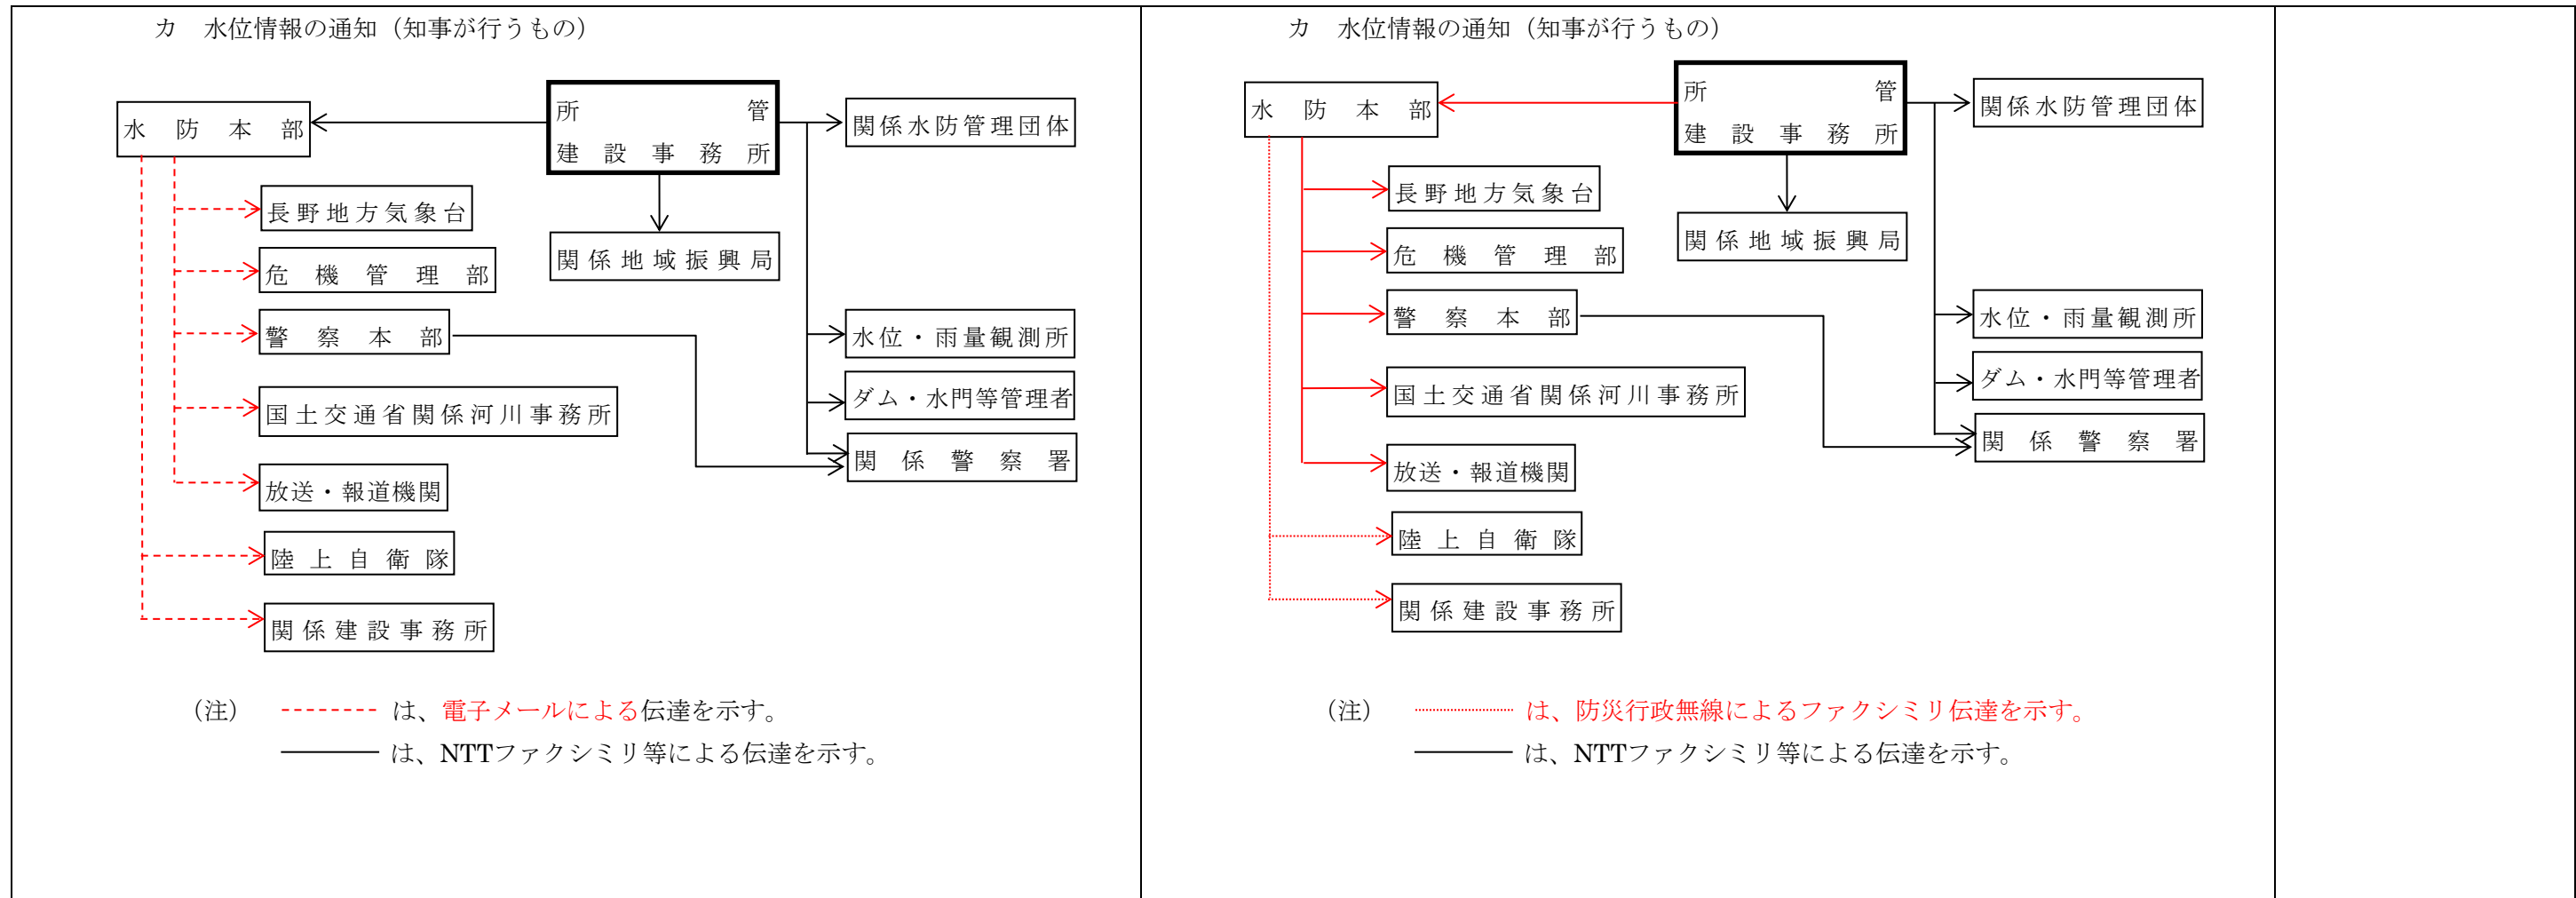 カ　水位情報の通知（知事が行うもの）
所管
建設事務所
水防本部
関係水防管理団体
長野地方気象台
関係地域振興局
危機管理部
警察本部
水位・雨量観測所
ダム・水門等管理者
国土交通省関係河川事務所
関係警察署
放送・報道機関
陸上自衛隊
関係建設事務所
（注）　は、電子メールによる伝達を示す。
は、NTTファクシミリ等による伝達を示す。
カ　水位情報の通知（知事が行うもの）
所管
建設事務所
水防本部
関係水防管理団体
長野地方気象台
関係地域振興局
危機管理部
警察本部
水位・雨量観測所
ダム・水門等管理者
国土交通省関係河川事務所
関係警察署
放送・報道機関
陸上自衛隊
関係建設事務所
（注）　は、防災行政無線によるファクシミリ伝達を示す。
は、NTTファクシミリ等による伝達を示す。